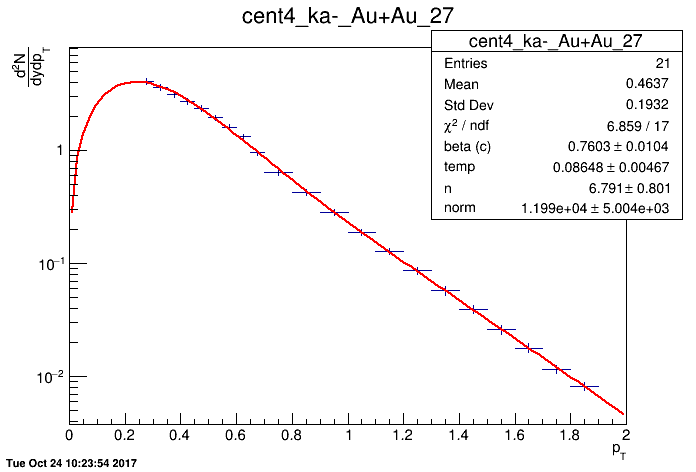 cent4_ka-_Au+Au_27
cent4_ka-_Au+Au_27
Entries 21
Mean 0.4637
Std Dev 0.1932
χ² / ndf 6.859 / 17
beta (c) 0.7603 ± 0.0104
temp 0.08648 ± 0.00467
n 6.791 ± 0.801
norm 1.199e+04 ± 5.004e+03
d²N
dydp_T
1
10⁻¹
10⁻²
0 0.2 0.4 0.6 0.8 1 1.2 1.4 1.6 1.8 2
p_T
Tue Oct 24 10:23:54 2017